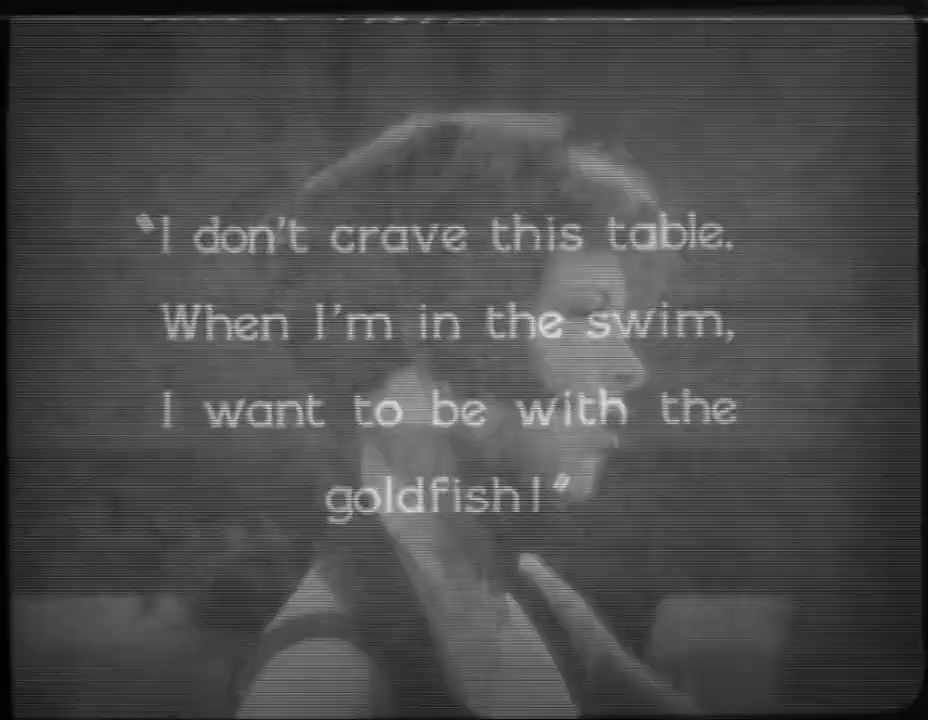 "I don't crave this table.
When I'm in the swim,
I want to be with the
goldfish!"